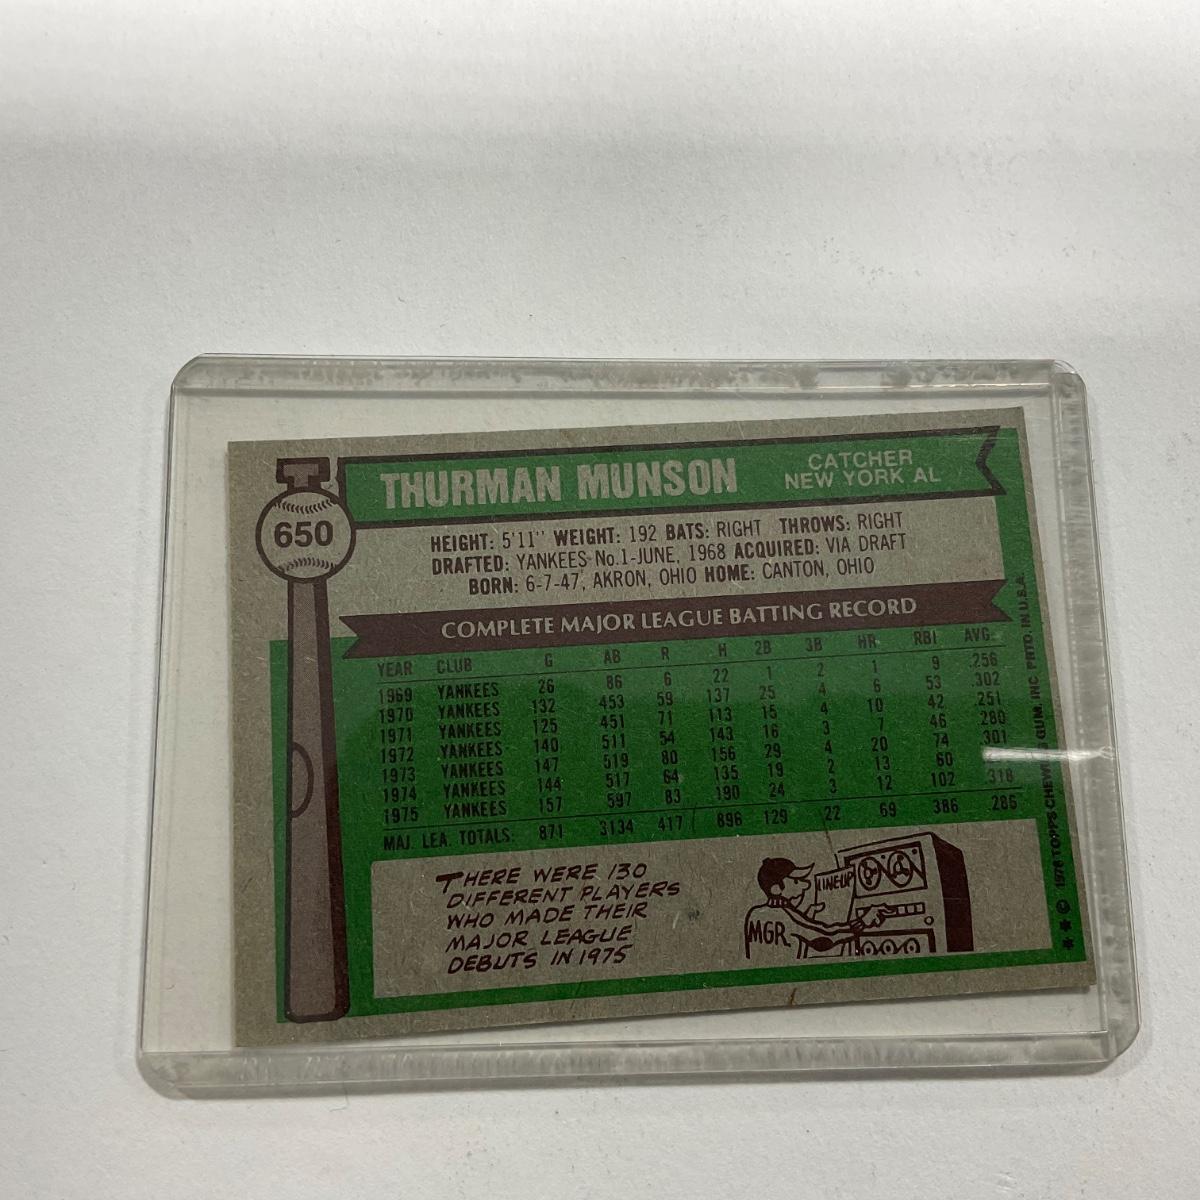 650
THURMAN MUNSON
CATCHER
NEW YORK AL
HEIGHT: 5'11" WEIGHT: 192 BATS: RIGHT THROWS: RIGHT
DRAFTED: YANKEES-No.1-JUNE, 1968 ACQUIRED: VIA DRAFT
BORN: 6-7-47, AKRON, OHIO HOME: CANTON, OHIO
COMPLETE MAJOR LEAGUE BATTING RECORD
YEAR CLUB G AB R H 2B 3B HR RBI AVG.
1969 YANKEES 26 86 6 22 1 2 1 9 .256
1970 YANKEES 132 453 59 137 25 4 6 53 .302
1971 YANKEES 125 451 71 113 15 4 10 42 .251
1972 YANKEES 140 511 54 143 16 3 7 46 .280
1973 YANKEES 147 519 80 156 29 4 20 74 .301
1974 YANKEES 144 517 64 135 19 2 13 60
1975 YANKEES 157 597 83 190 24 3 12 102 .318
MAJ. LEA. TOTALS: 871 3134 417 896 129 22 69 386 .286
THERE WERE 130
DIFFERENT PLAYERS
WHO MADE THEIR
MAJOR LEAGUE
DEBUTS IN 1975
LINEUP
MGR.
** © 1976 TOPPS CHEWING GUM, INC. PRTD. IN U.S.A.